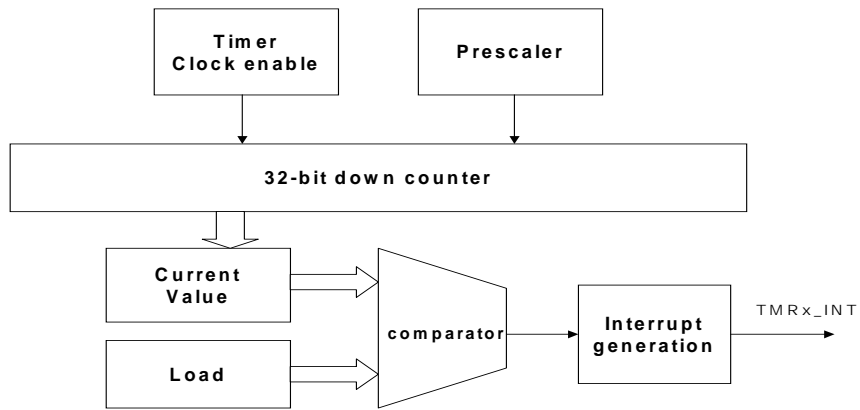 Timer
Clock enable
Prescaler
32-bit down counter
Current
Value
comparator
Interrupt
generation
TMRx_INT
Load